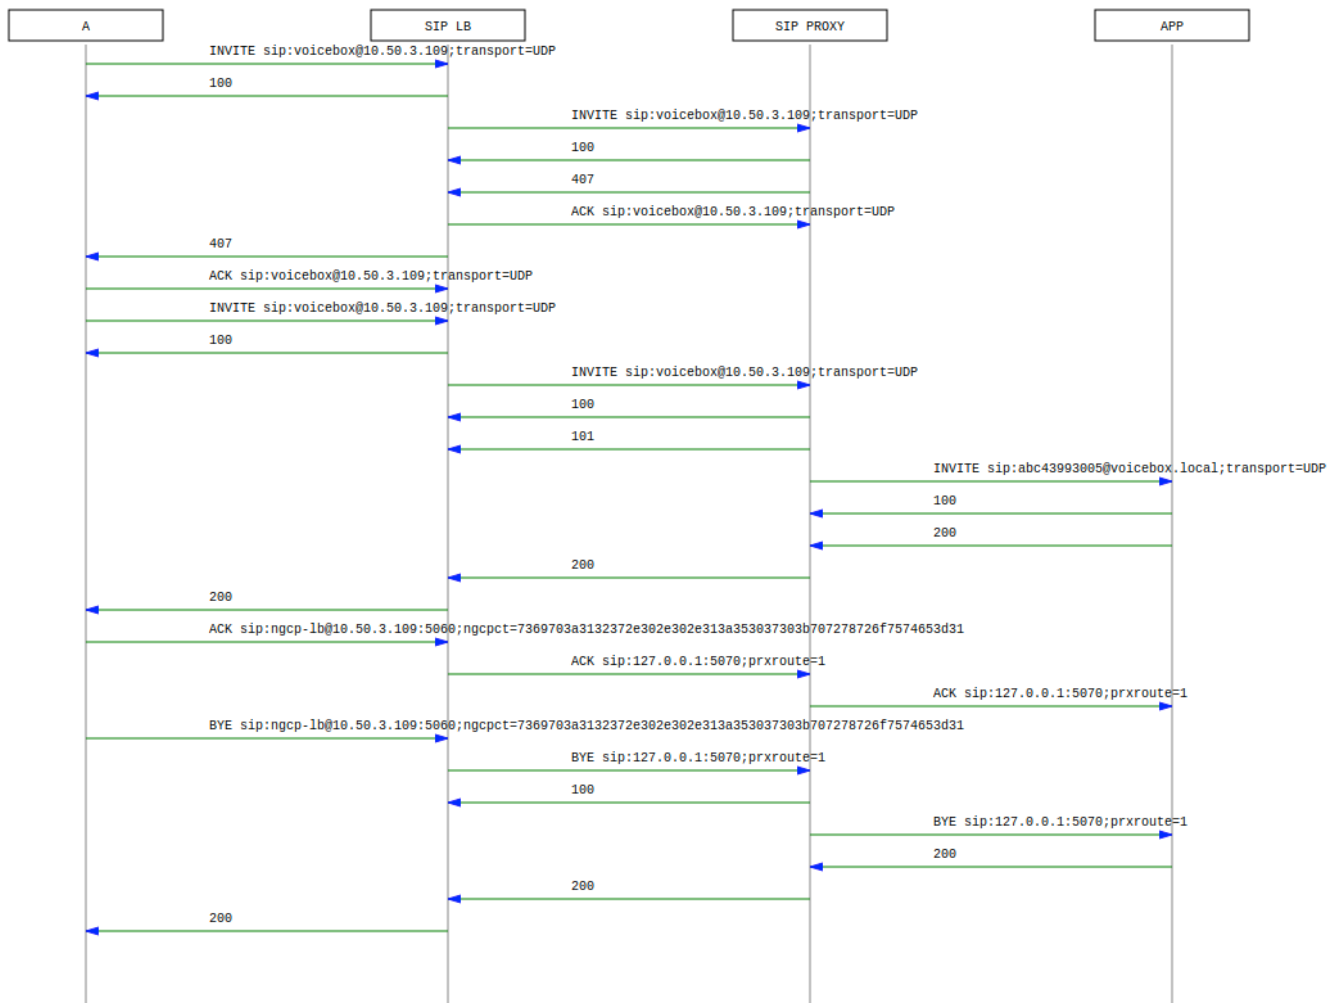 A SIP LB SIP PROXY APP
INVITE sip:voicebox@10.50.3.109;transport=UDP
100
INVITE sip:voicebox@10.50.3.109;transport=UDP
100
407
ACK sip:voicebox@10.50.3.109;transport=UDP
407
ACK sip:voicebox@10.50.3.109;transport=UDP
INVITE sip:voicebox@10.50.3.109;transport=UDP
100
INVITE sip:voicebox@10.50.3.109;transport=UDP
100
101
INVITE sip:abc43993005@voicebox.local;transport=UDP
100
200
200
200
ACK sip:ngcp-lb@10.50.3.109:5060;ngcpct=7369703a3132372e302e302e313a353037303b707278726f7574653d31
ACK sip:127.0.0.1:5070;prxroute=1
ACK sip:127.0.0.1:5070;prxroute=1
BYE sip:ngcp-lb@10.50.3.109:5060;ngcpct=7369703a3132372e302e302e313a353037303b707278726f7574653d31
BYE sip:127.0.0.1:5070;prxroute=1
100
BYE sip:127.0.0.1:5070;prxroute=1
200
200
200